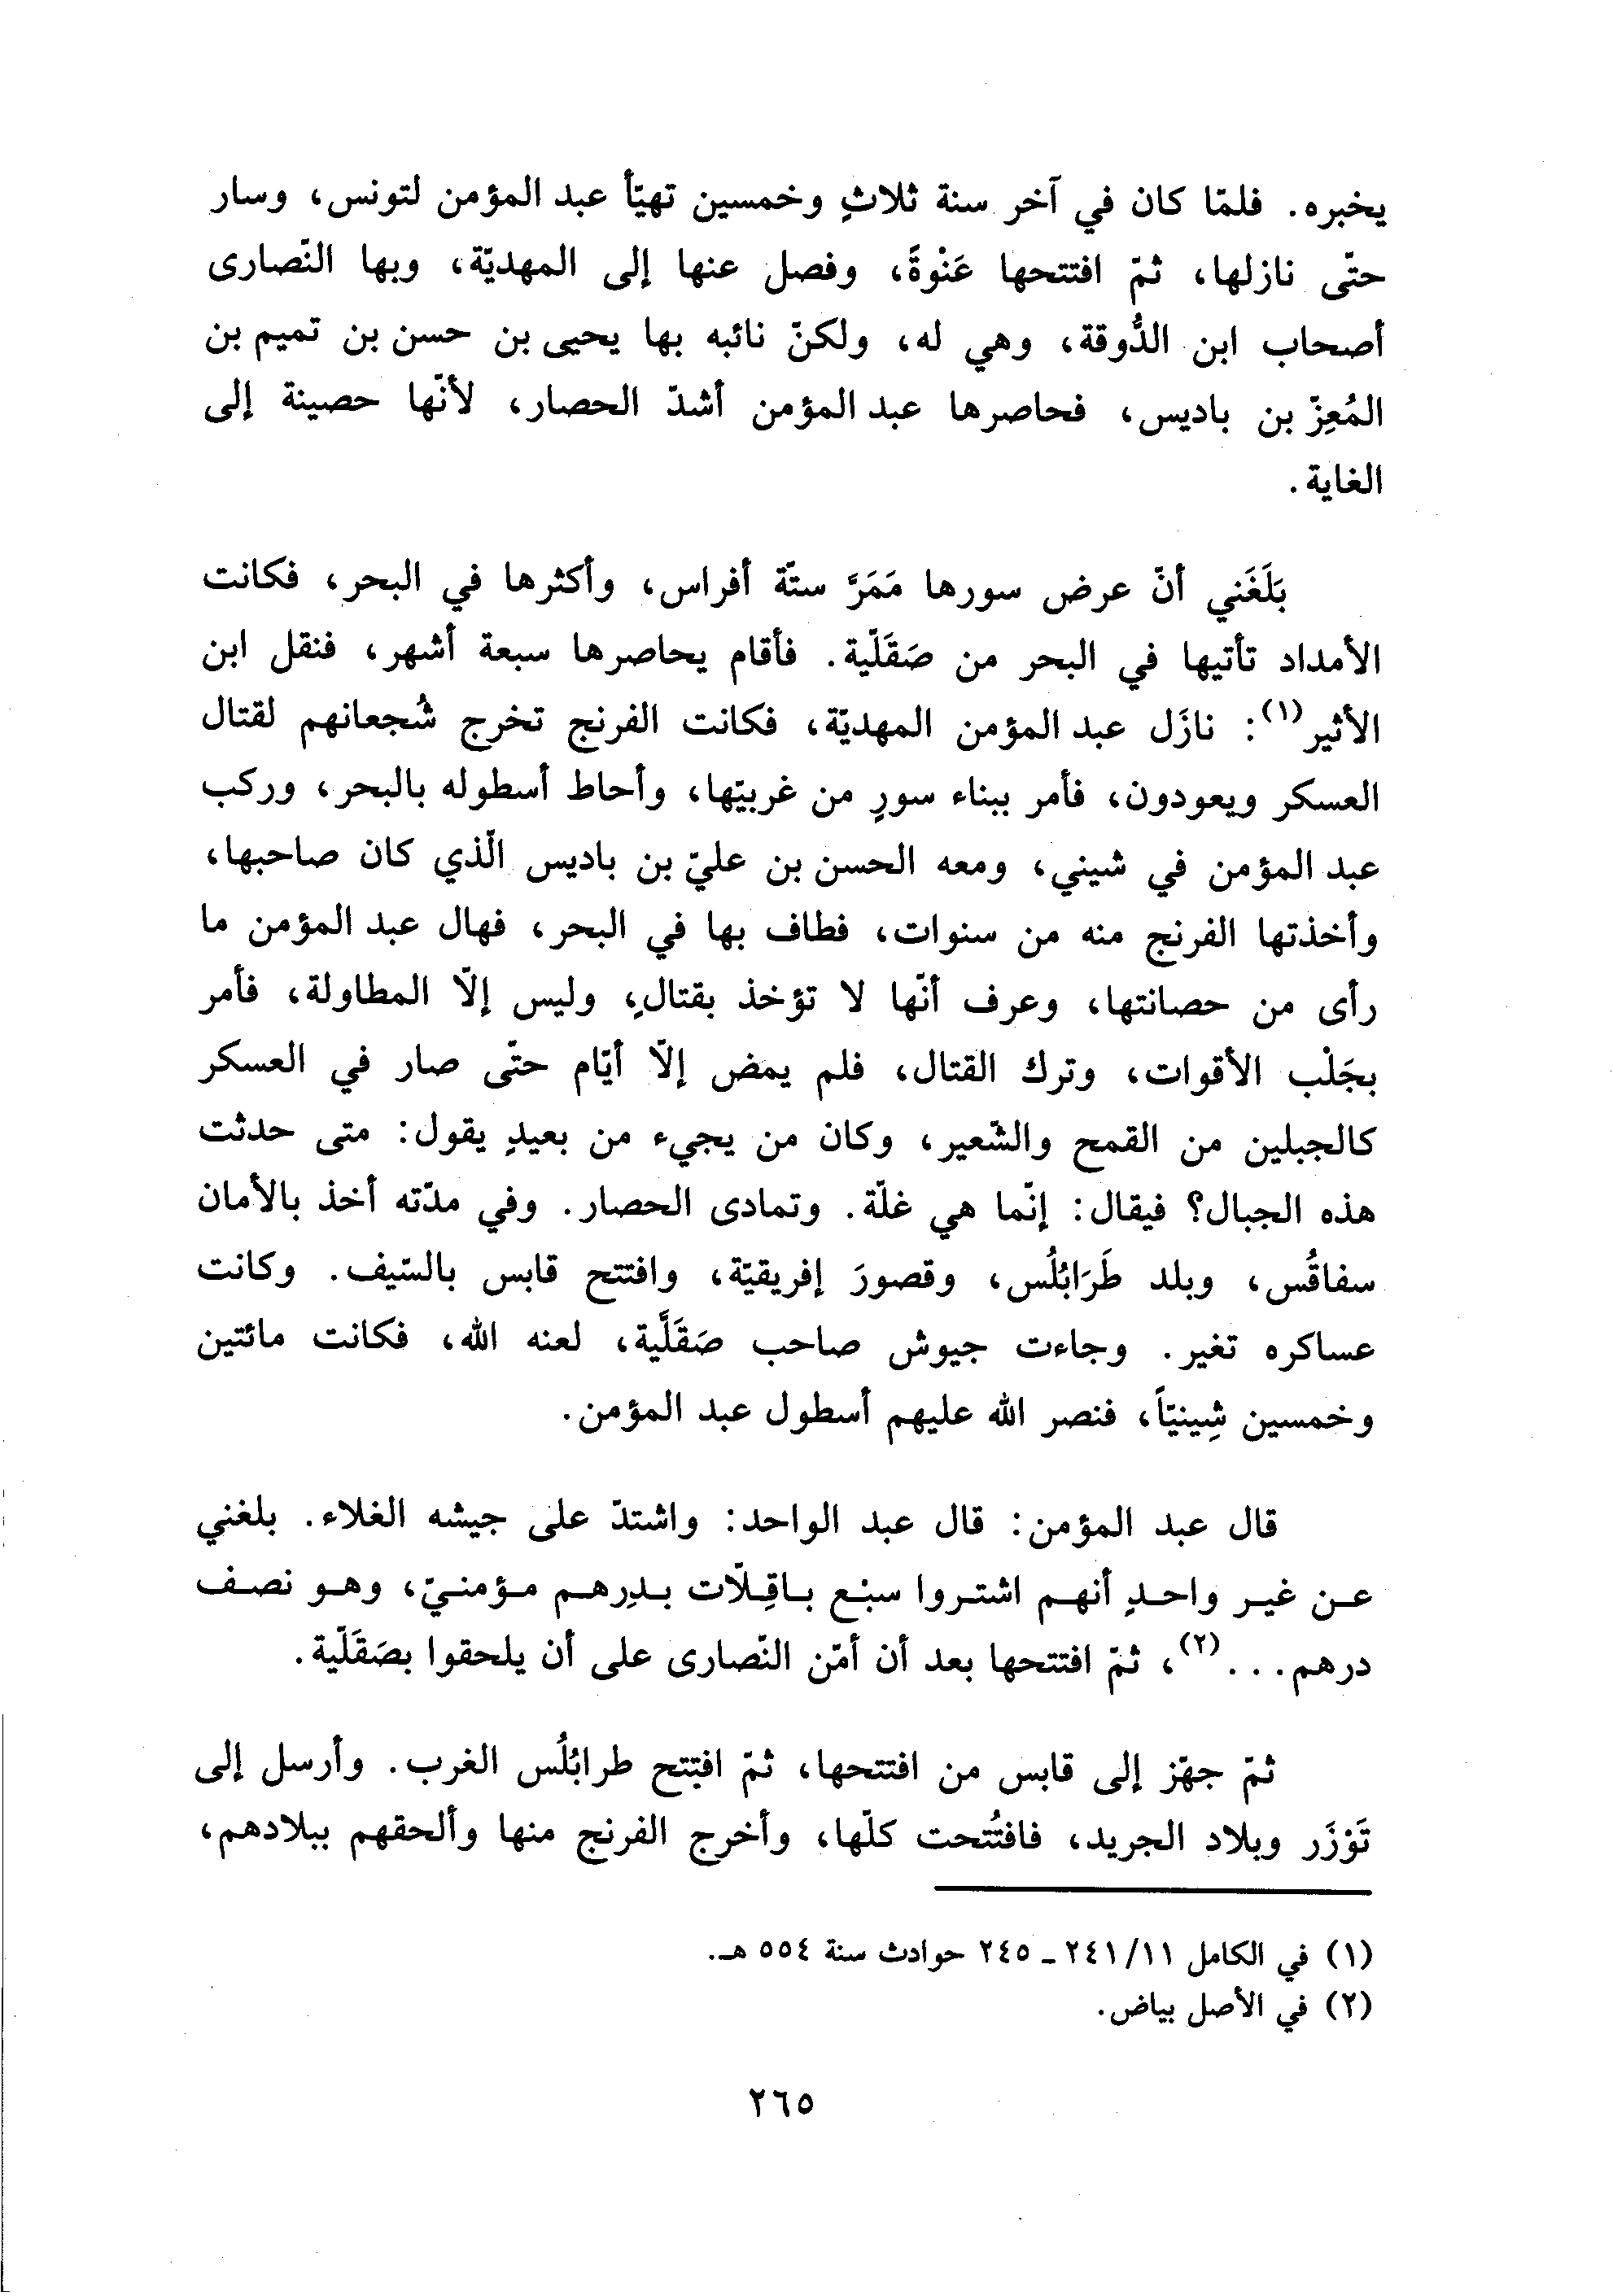 يخبره. فلمّا كان في آخر سنة ثلاثٍ وخمسين تهيّأ عبد المؤمن لتونس، وسار
حتّى نازلها، ثمّ افتتحها عَنْوةً، وفصل عنها إلى المهديّة، وبها النّصارى
أصحاب ابن الدُّوقة، وهي له، ولكنّ نائبه بها يحيى بن حسن بن تميم بن
المُعِزّ بن باديس، فحاصرها عبد المؤمن أشدّ الحصار، لأنّها حصينة إلى
الغاية.
بَلَغَني أنّ عرض سورها مَمَرَّ ستّة أفراس، وأكثرها في البحر، فكانت
الأمداد تأتيها في البحر من صَقَلّية. فأقام يحاصرها سبعة أشهر، فنقل ابن
الأثير(١): نازَل عبد المؤمن المهديّة، فكانت الفرنج تخرج شُجعانهم لقتال
العسكر ويعودون، فأمر ببناء سورٍ من غربيّها، وأحاط أسطوله بالبحر، وركب
عبد المؤمن في شيني، ومعه الحسن بن عليّ بن باديس الّذي كان صاحبها،
وأخذتها الفرنج منه من سنوات، فطاف بها في البحر، فهال عبد المؤمن ما
رأى من حصانتها، وعرف أنّها لا تؤخذ بقتالٍ، وليس إلّا المطاولة، فأمر
بجَلْب الأقوات، وترك القتال، فلم يمض إلّا أيّام حتّى صار في العسكر
كالجبلين من القمح والشّعير، وكان من يجيء من بعيدٍ يقول: متى حدثت
هذه الجبال؟ فيقال: إنّما هي غلّة. وتمادى الحصار. وفي مدّته أخذ بالأمان
سفاقُس، وبلد طَرَابُلُس، وقصورَ إفريقيّة، وافتتح قابس بالسّيف. وكانت
عساكره تغير. وجاءت جيوش صاحب صَقَلَّية، لعنه الله، فكانت مائتين
وخمسين شِينيّاً، فنصر الله عليهم أسطول عبد المؤمن.
قال عبد المؤمن: قال عبد الواحد: واشتدّ على جيشه الغلاء. بلغني
عن غير واحدٍ أنهم اشتروا سبْع باقِلّات بدِرهم مؤمنيّ، وهو نصف
درهم...(٢)، ثمّ افتتحها بعد أن أمّن النّصارى على أن يلحقوا بصَقَلّية.
ثمّ جهّز إلى قابس من افتتحها، ثمّ افتتح طرابُلُس الغرب. وأرسل إلى
تَوْزَر وبلاد الجريد، فافتُتحت كلّها، وأخرج الفرنج منها وألحقهم ببلادهم،
(١) في الكامل ٢٤١/١١ ـ ٢٤٥ حوادث سنة ٥٥٤ هـ.
(٢) في الأصل بياض.
٢٦٥